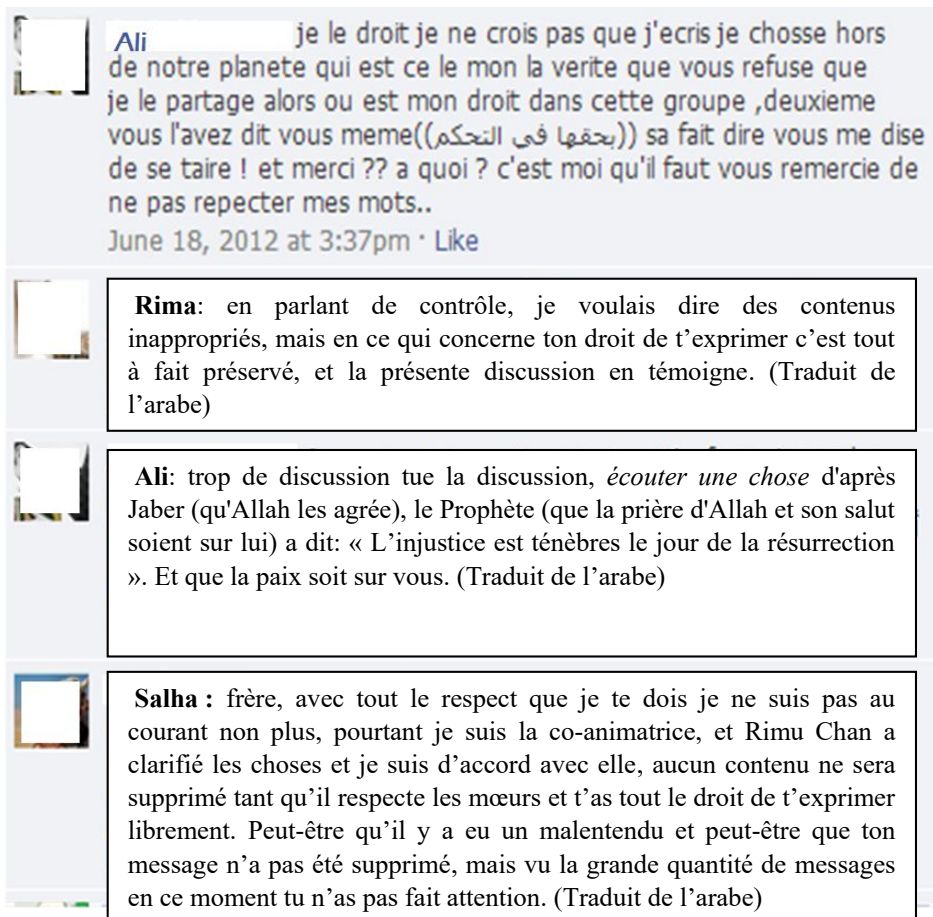 Ali je le droit je ne crois pas que j'ecris je chosse hors
de notre planete qui est ce le mon la verite que vous refuse que
je le partage alors ou est mon droit dans cette groupe ,deuxieme
vous l'avez dit vous meme((بحقها في التحكم)) sa fait dire vous me dise
de se taire ! et merci ?? a quoi ? c'est moi qu'il faut vous remercie de
ne pas repecter mes mots..
June 18, 2012 at 3:37pm · Like
Rima: en parlant de contrôle, je voulais dire des contenus
inappropriés, mais en ce qui concerne ton droit de t’exprimer c’est tout
à fait préservé, et la présente discussion en témoigne. (Traduit de
l’arabe)
Ali: trop de discussion tue la discussion, écouter une chose d'après
Jaber (qu'Allah les agrée), le Prophète (que la prière d'Allah et son salut
soient sur lui) a dit: « L’injustice est ténèbres le jour de la résurrection
». Et que la paix soit sur vous. (Traduit de l’arabe)
Salha : frère, avec tout le respect que je te dois je ne suis pas au
courant non plus, pourtant je suis la co-animatrice, et Rimu Chan a
clarifié les choses et je suis d’accord avec elle, aucun contenu ne sera
supprimé tant qu’il respecte les mœurs et t’as tout le droit de t’exprimer
librement. Peut-être qu’il y a eu un malentendu et peut-être que ton
message n’a pas été supprimé, mais vu la grande quantité de messages
en ce moment tu n’as pas fait attention. (Traduit de l’arabe)